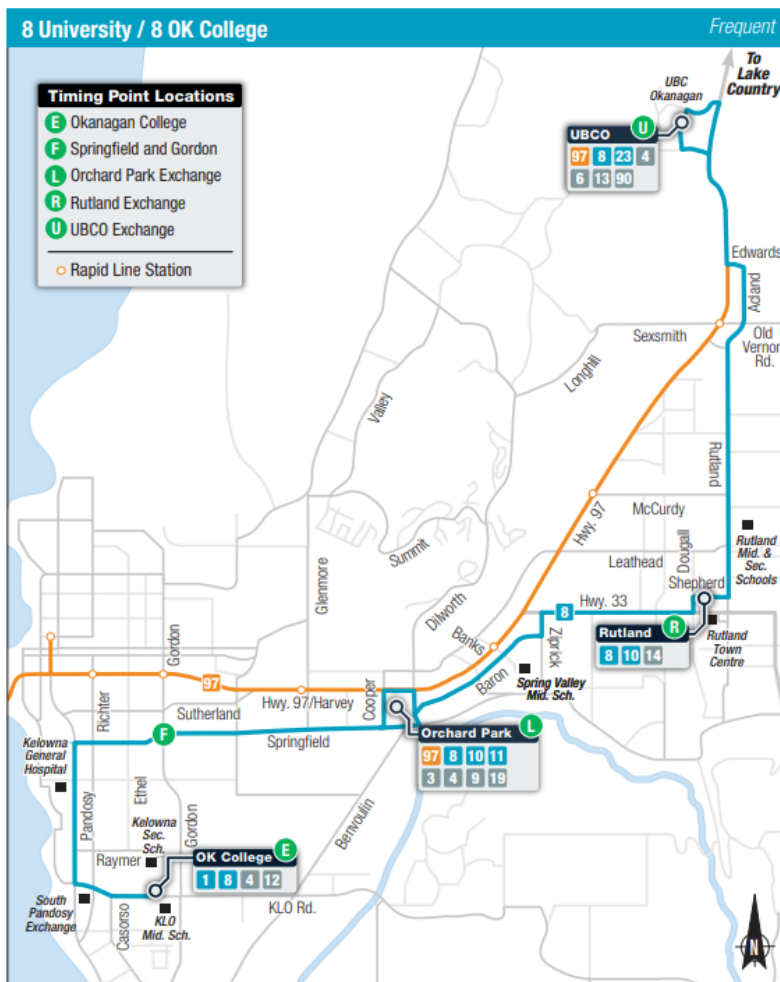 8 University / 8 OK College
Frequent
To
Lake
Country
UBC
Okanagan
Timing Point Locations
E Okanagan College
F Springfield and Gordon
L Orchard Park Exchange
R Rutland Exchange
U UBCO Exchange
Rapid Line Station
UBCO U
97 8 23 4
6 13 90
Edwards
Acland
Sexsmith
Old
Vernon
Rd.
Longhill
Valley
Rutland
Hwy. 97
McCurdy
Rutland
Mid. &
Sec.
Schools
Summit
Glenmore
Leathead
Dougall
Shepherd
Dilworth
8
Hwy. 33
Banks
Ziprick
Rutland R
8 10 14
Rutland
Town
Centre
Gordon
Baron
Spring Valley
Mid. Sch.
97
Richter
Hwy. 97/Harvey
Cooper
Sutherland
Orchard Park L
97 8 10 11
3 4 9 19
F
Springfield
Kelowna
General
Hospital
Pandosy
Ethel
Gordon
Benvoulin
Kelowna
Sec.
Sch.
Raymer
OK College E
1 8 4 12
South
Pandosy
Exchange
Casorso
KLO
Mid. Sch.
KLO Rd.
N